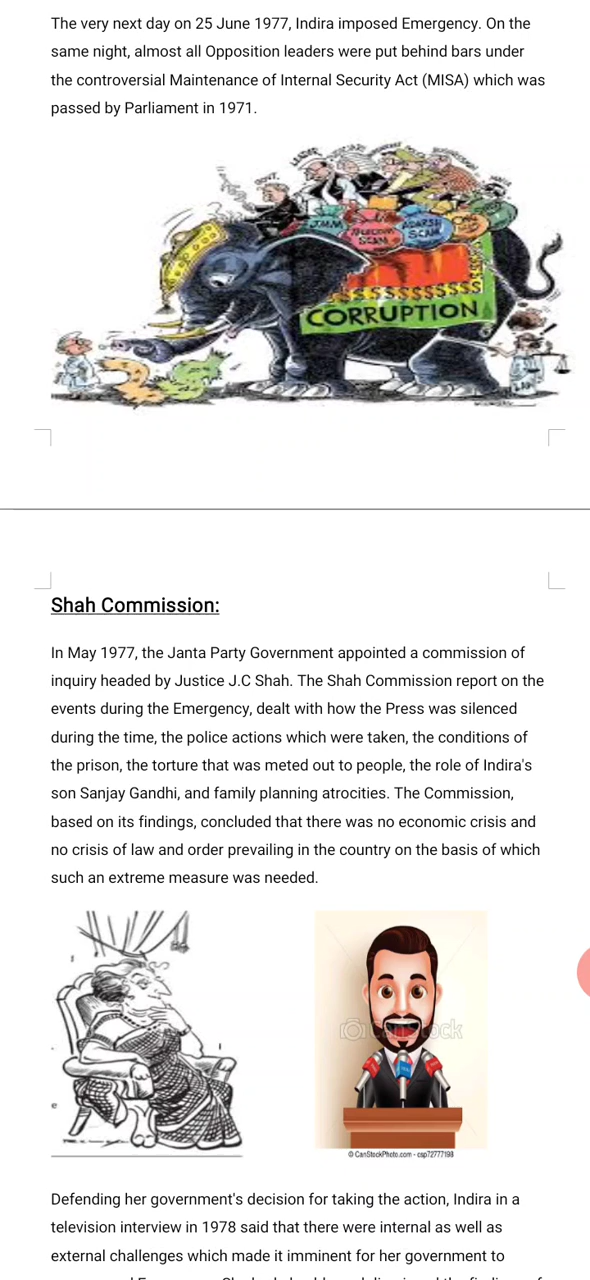 The very next day on 25 June 1977, Indira imposed Emergency. On the
same night, almost all Opposition leaders were put behind bars under
the controversial Maintenance of Internal Security Act (MISA) which was
passed by Parliament in 1971.
LEADER
GOVT.
J.M.M
ADARSH
SCAM
SCAM
$$$$$$$$$$
CORRUPTION
LAW
Shah Commission:
In May 1977, the Janta Party Government appointed a commission of
inquiry headed by Justice J.C Shah. The Shah Commission report on the
events during the Emergency, dealt with how the Press was silenced
during the time, the police actions which were taken, the conditions of
the prison, the torture that was meted out to people, the role of Indira's
son Sanjay Gandhi, and family planning atrocities. The Commission,
based on its findings, concluded that there was no economic crisis and
no crisis of law and order prevailing in the country on the basis of which
such an extreme measure was needed.
CanStock
© CanStockPhoto.com - csp72777198
Defending her government's decision for taking the action, Indira in a
television interview in 1978 said that there were internal as well as
external challenges which made it imminent for her government to